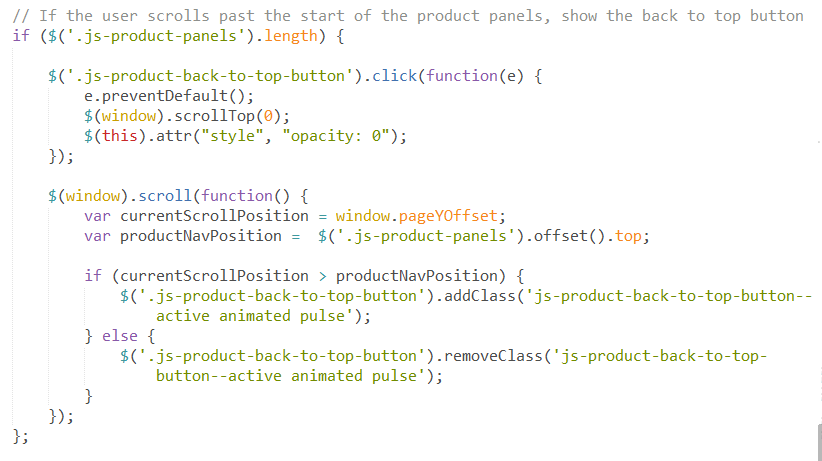 // If the user scrolls past the start of the product panels, show the back to top button
if ($('.js-product-panels').length) {
    $('.js-product-back-to-top-button').click(function(e) {
        e.preventDefault();
        $(window).scrollTop(0);
        $(this).attr("style", "opacity: 0");
    });
    $(window).scroll(function() {
        var currentScrollPosition = window.pageYOffset;
        var productNavPosition =  $('.js-product-panels').offset().top;
        if (currentScrollPosition > productNavPosition) {
            $('.js-product-back-to-top-button').addClass('js-product-back-to-top-button--
                active animated pulse');
        } else {
            $('.js-product-back-to-top-button').removeClass('js-product-back-to-top-
                button--active animated pulse');
        }
    });
};